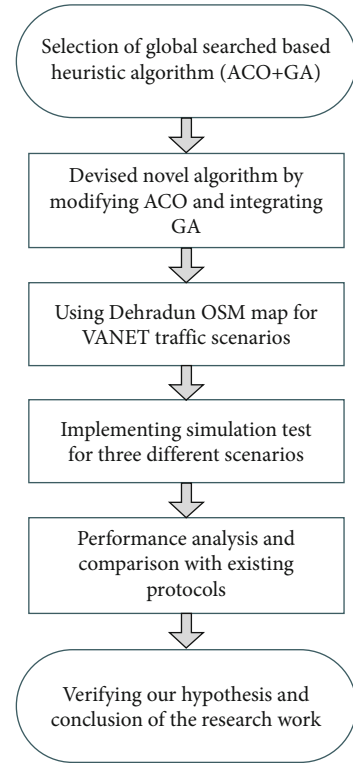 Selection of global searched based
heuristic algorithm (ACO+GA)
Devised novel algorithm by
modifying ACO and integrating
GA
Using Dehradun OSM map for
VANET traffic scenarios
Implementing simulation test
for three different scenarios
Performance analysis and
comparison with existing
protocols
Verifying our hypothesis and
conclusion of the research work